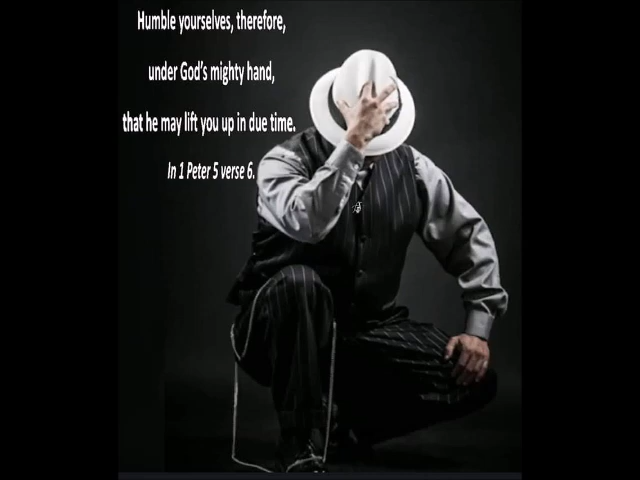 Humble yourselves, therefore,
under God's mighty hand,
that he may lift you up in due time.
In 1 Peter 5 verse 6.